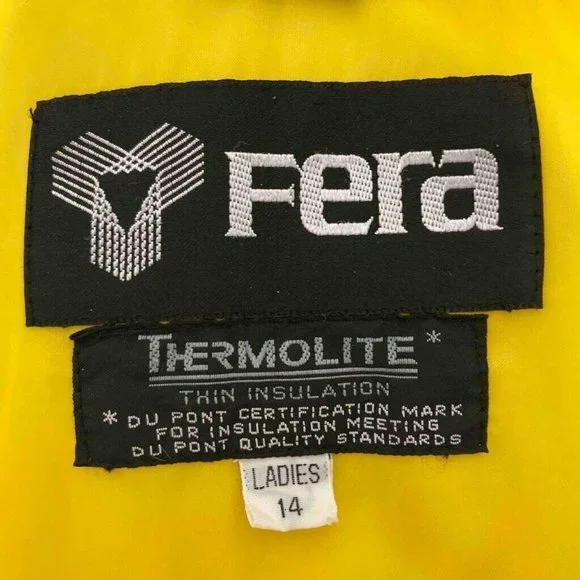 Fera
THERMOLITE*
THIN INSULATION
* DU PONT CERTIFICATION MARK
FOR INSULATION MEETING
DU PONT QUALITY STANDARDS
LADIES
14